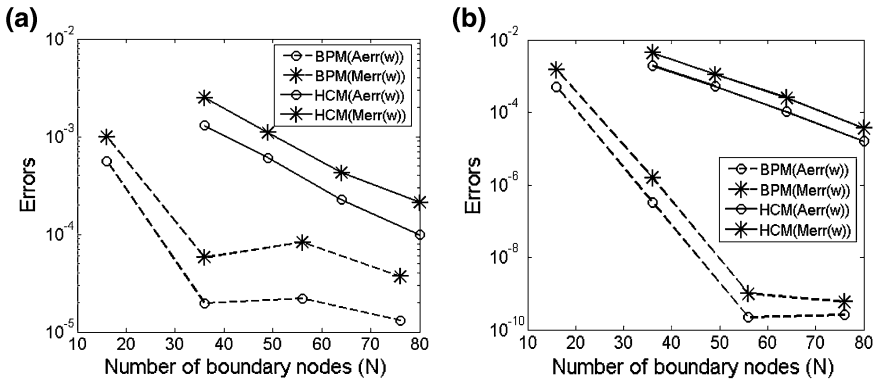 (a)
10^-2
10^-3
10^-4
10^-5
Errors
BPM(Aerr(w))
BPM(Merr(w))
HCM(Aerr(w))
HCM(Merr(w))
10 20 30 40 50 60 70 80
Number of boundary nodes (N)
(b)
10^-2
10^-4
10^-6
10^-8
10^-10
Errors
BPM(Aerr(w))
BPM(Merr(w))
HCM(Aerr(w))
HCM(Merr(w))
10 20 30 40 50 60 70 80
Number of boundary nodes (N)